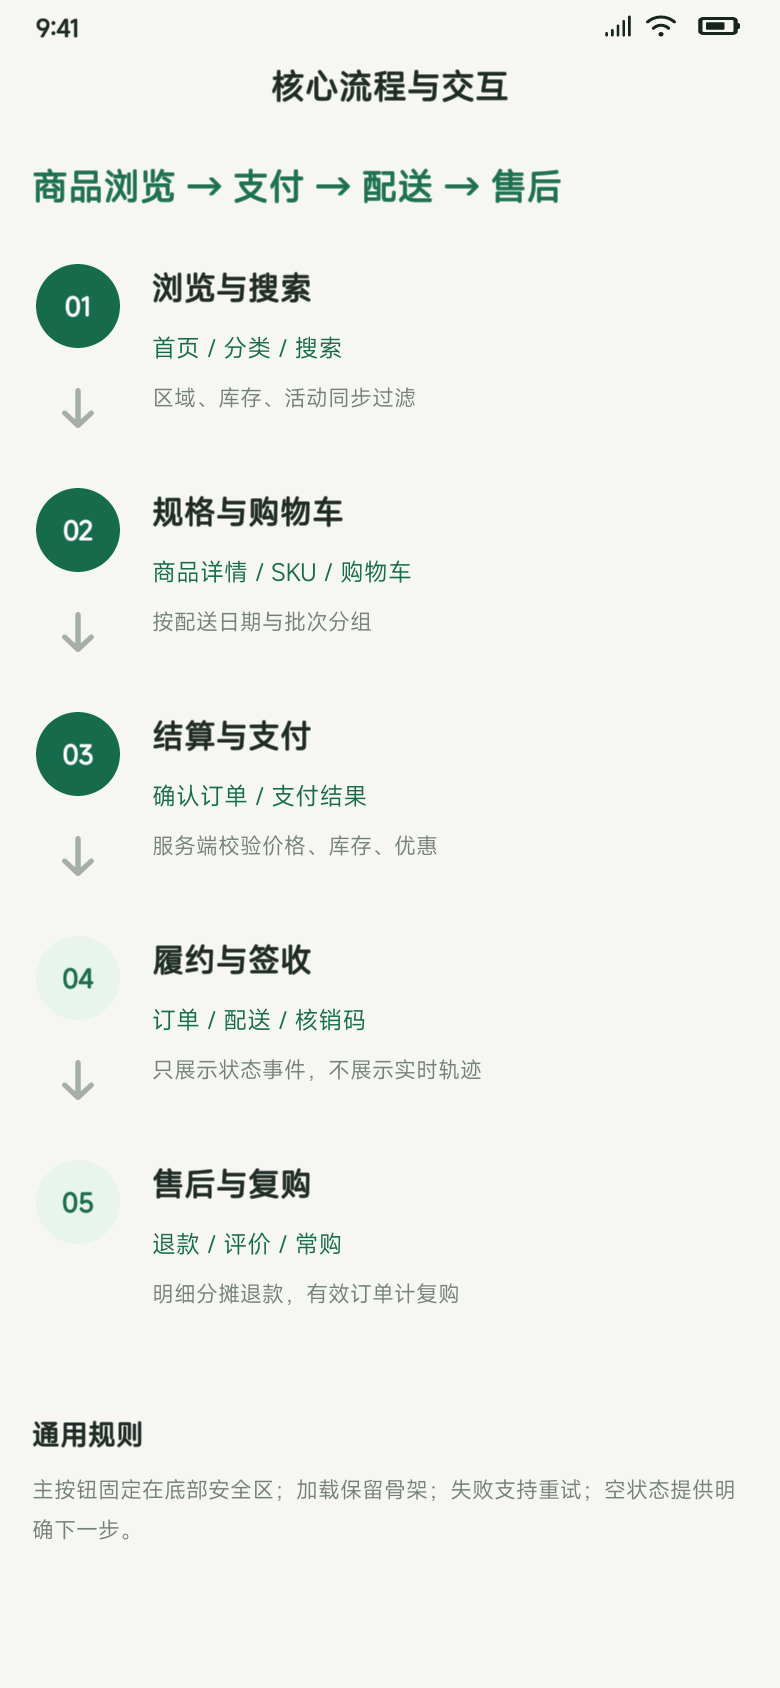 9:41
核心流程与交互
商品浏览 → 支付 → 配送 → 售后
01
浏览与搜索
首页 / 分类 / 搜索
区域、库存、活动同步过滤
02
规格与购物车
商品详情 / SKU / 购物车
按配送日期与批次分组
03
结算与支付
确认订单 / 支付结果
服务端校验价格、库存、优惠
04
履约与签收
订单 / 配送 / 核销码
只展示状态事件，不展示实时轨迹
05
售后与复购
退款 / 评价 / 常购
明细分摊退款，有效订单计复购
通用规则
主按钮固定在底部安全区；加载保留骨架；失败支持重试；空状态提供明
确下一步。